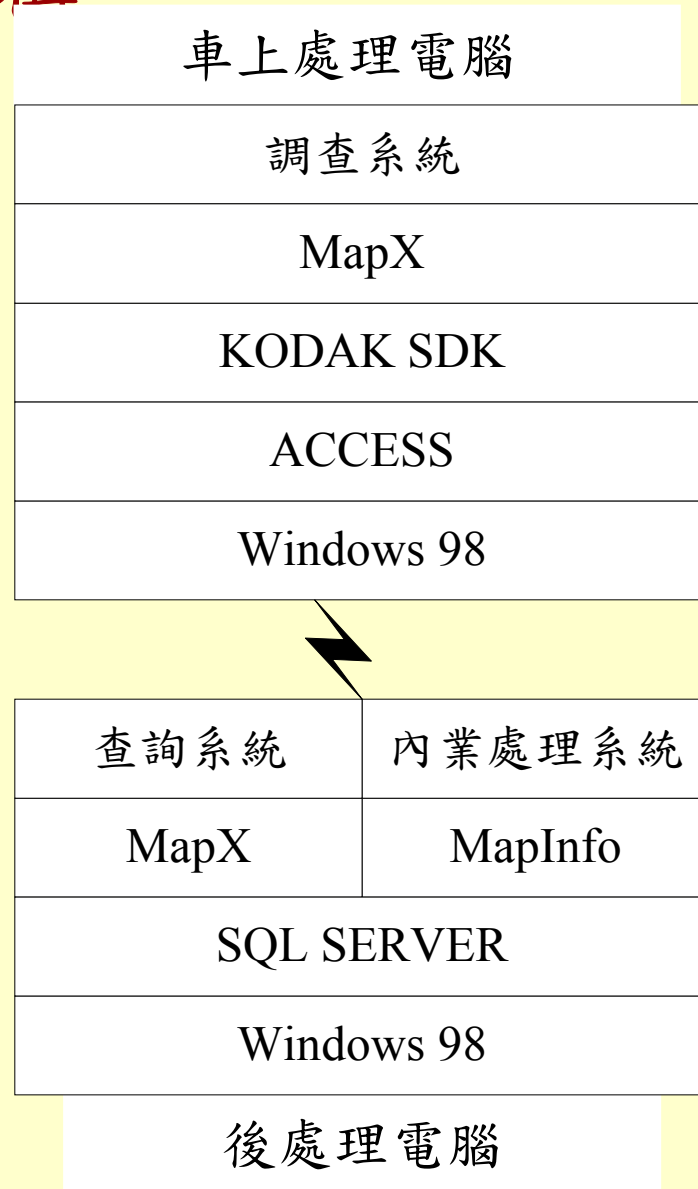 車上處理電腦
調查系統
MapX
KODAK SDK
ACCESS
Windows 98
查詢系統 內業處理系統
MapX MapInfo
SQL SERVER
Windows 98
後處理電腦